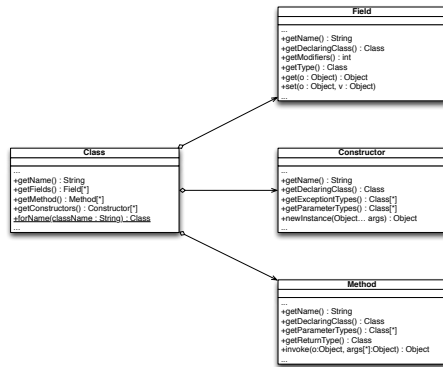 Field
...
+getName() : String
+getDeclaringClass() : Class
+getModifiers() : int
+getType() : Class
+get(o : Object) : Object
+set(o : Object, v : Object)
...
Class
...
+getName() : String
+getFields() : Field[*]
+getMethod() : Method[*]
+getConstructors() : Constructor[*]
+forName(className : String) : Class
...
Constructor
...
+getName() : String
+getDeclaringClass() : Class
+getExceptionTypes() : Class[*]
+getParameterTypes() : Class[*]
+newInstance(Object... args) : Object
...
Method
...
+getName() : String
+getDeclaringClass() : Class
+getParameterTypes() : Class[*]
+getReturnType() : Class
+invoke(o:Object, args[*]:Object) : Object
...